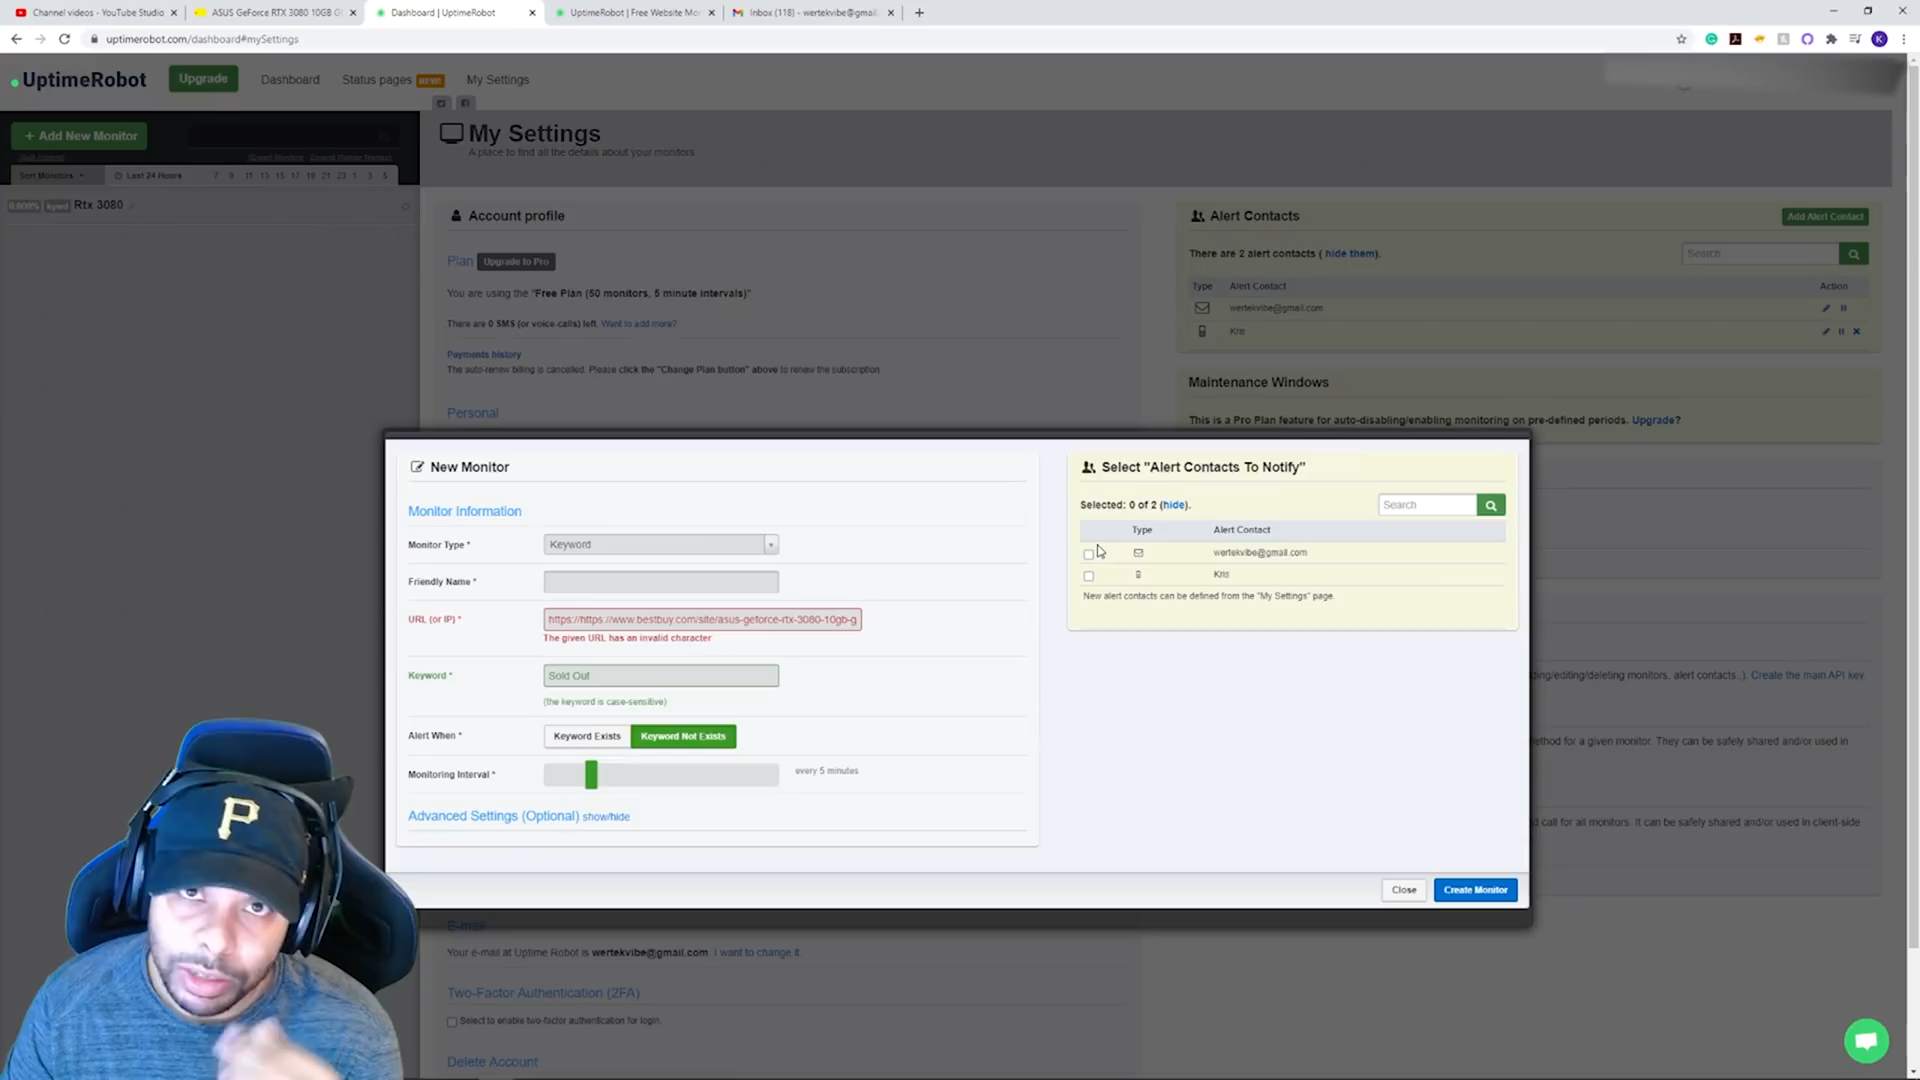 Channel videos - YouTube Studio
ASUS GeForce RTX 3080 10GB G
Dashboard | UptimeRobot
UptimeRobot | Free Website Mo
Inbox (118) - wertekvibe@gmail.
uptimerobot.com/dashboard#mySettings
K
UptimeRobot
Upgrade
Dashboard
Status pages NEW!
My Settings
+ Add New Monitor
Sort Monitors
Last 24 Hours
7 9 11 13 15 17 19 21 23 1 3 5
0.000% kywd Rtx 3080
My Settings
A place to find all the details about your monitors
Account profile
Plan Upgrade to Pro
You are using the "Free Plan (50 monitors, 5 minute intervals)"
There are 0 SMS (or voice-calls) left. Want to add more?
Payments history
The auto-renew billing is cancelled. Please click the "Change Plan button" above to renew the subscription.
Personal
Alert Contacts
Add Alert Contact
There are 2 alert contacts ( hide them).
Search
Type Alert Contact Action
wertekvibe@gmail.com
Kris
Maintenance Windows
This is a Pro Plan feature for auto-disabling/enabling monitoring on pre-defined periods. Upgrade?
New Monitor
Monitor Information
Monitor Type * Keyword
Friendly Name *
URL (or IP) * https://https://www.bestbuy.com/site/asus-geforce-rtx-3080-10gb-g
The given URL has an invalid character
Keyword * Sold Out
(the keyword is case-sensitive)
Alert When * Keyword Exists Keyword Not Exists
Monitoring Interval * every 5 minutes
Advanced Settings (Optional) show/hide
Select "Alert Contacts To Notify"
Selected: 0 of 2 (hide).
Search
Type Alert Contact
wertekvibe@gmail.com
Kris
New alert contacts can be defined from the "My Settings" page.
Close
Create Monitor
ding/editing/deleting monitors, alert contacts..). Create the main API key.
ethod for a given monitor. They can be safely shared and/or used in
d call for all monitors. It can be safely shared and/or used in client-side
E-mail
Your e-mail at Uptime Robot is wertekvibe@gmail.com i want to change it.
Two-Factor Authentication (2FA)
Select to enable two-factor authentication for login.
Delete Account
P